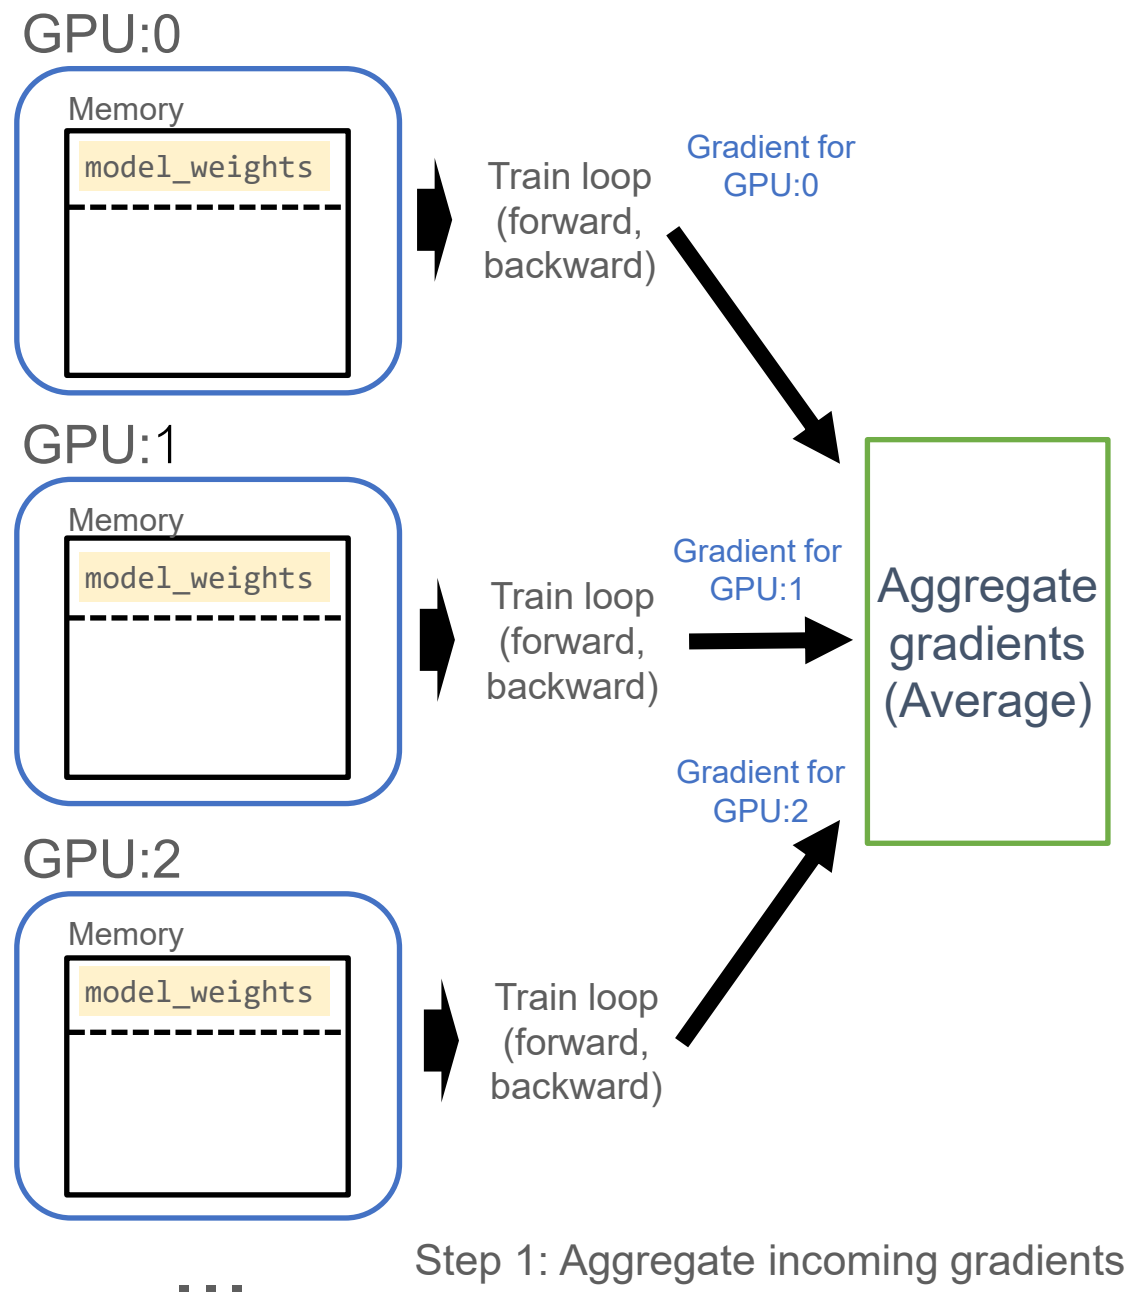 GPU:0
Memory
model_weights
Train loop
(forward,
backward)
Gradient for
GPU:0
GPU:1
Memory
model_weights
Train loop
(forward,
backward)
Gradient for
GPU:1
Aggregate
gradients
(Average)
Gradient for
GPU:2
GPU:2
Memory
model_weights
Train loop
(forward,
backward)
Step 1: Aggregate incoming gradients
...